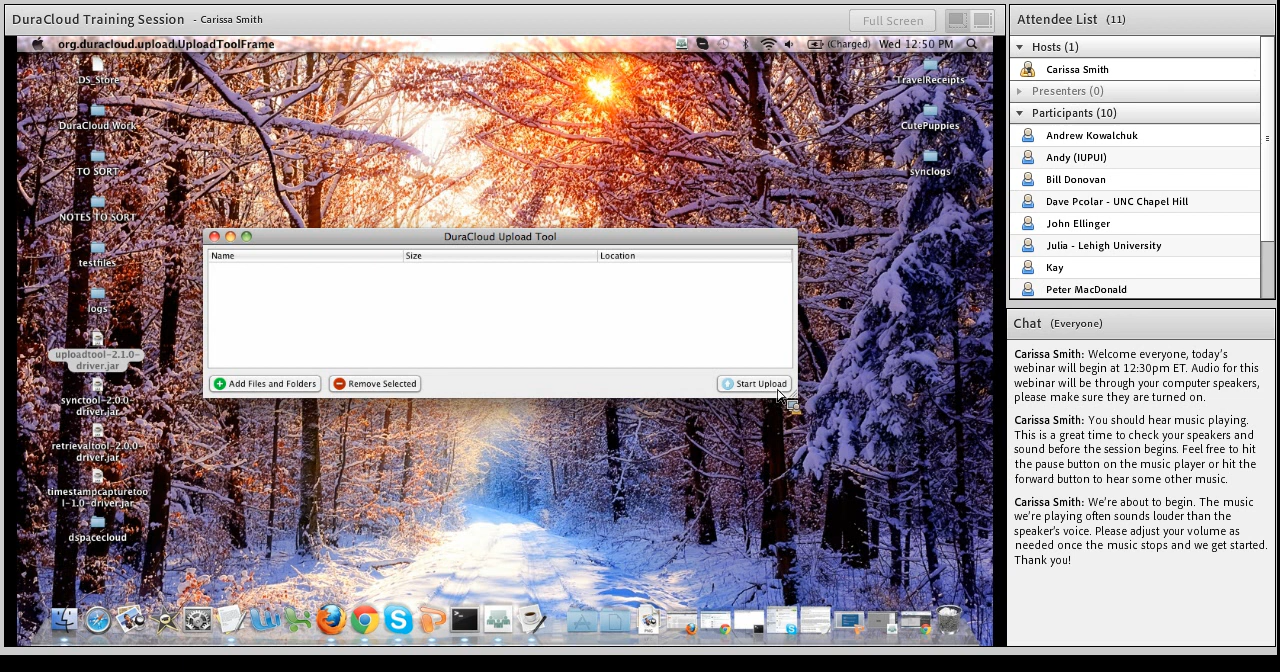 DuraCloud Training Session - Carissa Smith
Full Screen
org.duracloud.upload.UploadToolFrame
(Charged) Wed 12:50 PM
DS_Store
DuraCloud Work
TO SORT
NOTES TO SORT
testfiles
logs
uploadtool-2.1.0-
driver.jar
synctool-2.0.0-
driver.jar
retrievaltool-2.0.0-
driver.jar
timestampcapturetoo
l-1.0-driver.jar
dspacecloud
TravelReceipts
CutePuppies
synclogs
DuraCloud Upload Tool
Name Size Location
Add Files and Folders Remove Selected Start Upload
Attendee List (11)
Hosts (1)
Carissa Smith
Presenters (0)
Participants (10)
Andrew Kowalchuk
Andy (IUPUI)
Bill Donovan
Dave Pcolar - UNC Chapel Hill
John Ellinger
Julia - Lehigh University
Kay
Peter MacDonald
Chat (Everyone)
Carissa Smith: Welcome everyone, today's
webinar will begin at 12:30pm ET. Audio for this
webinar will be through your computer speakers,
please make sure they are turned on.
Carissa Smith: You should hear music playing.
This is a great time to check your speakers and
sound before the session begins. Feel free to hit
the pause button on the music player or hit the
forward button to hear some other music.
Carissa Smith: We're about to begin. The music
we're playing often sounds louder than the
speaker's voice. Please adjust your volume as
needed once the music stops and we get started.
Thank you!